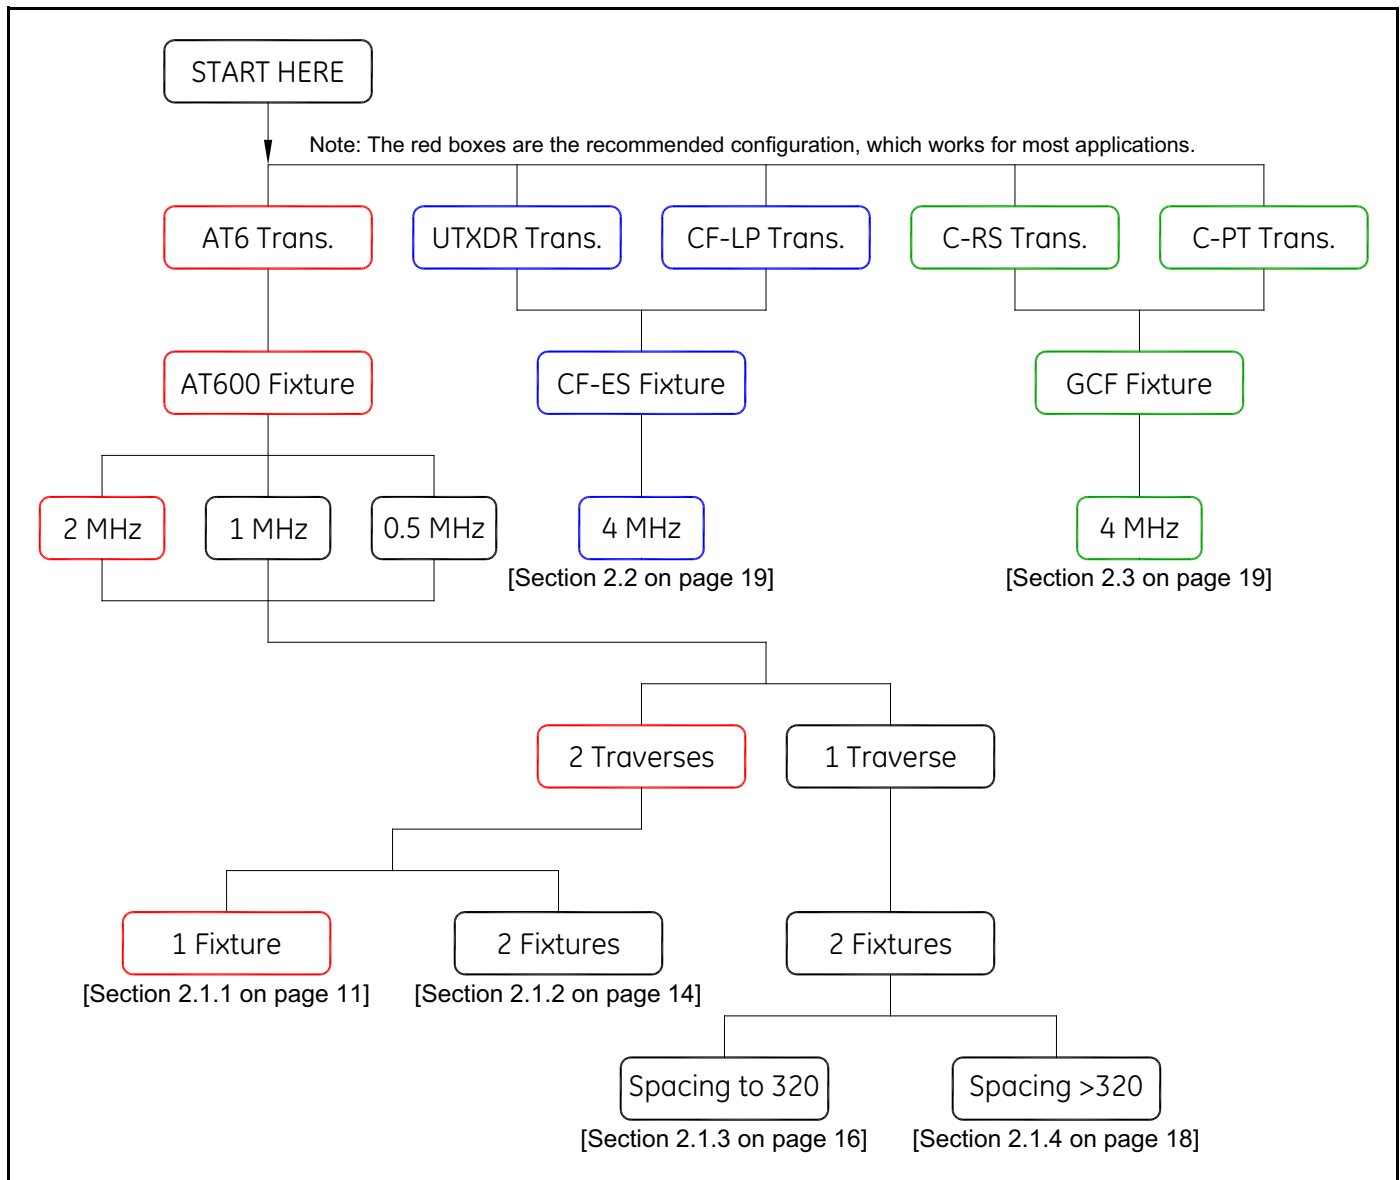 START HERE
Note: The red boxes are the recommended configuration, which works for most applications.
AT6 Trans.
UTXDR Trans.
CF-LP Trans.
C-RS Trans.
C-PT Trans.
AT600 Fixture
CF-ES Fixture
GCF Fixture
2 MHz
1 MHz
0.5 MHz
4 MHz
4 MHz
[Section 2.2 on page 19]
[Section 2.3 on page 19]
2 Traverses
1 Traverse
1 Fixture
2 Fixtures
2 Fixtures
[Section 2.1.1 on page 11]
[Section 2.1.2 on page 14]
Spacing to 320
Spacing >320
[Section 2.1.3 on page 16]
[Section 2.1.4 on page 18]